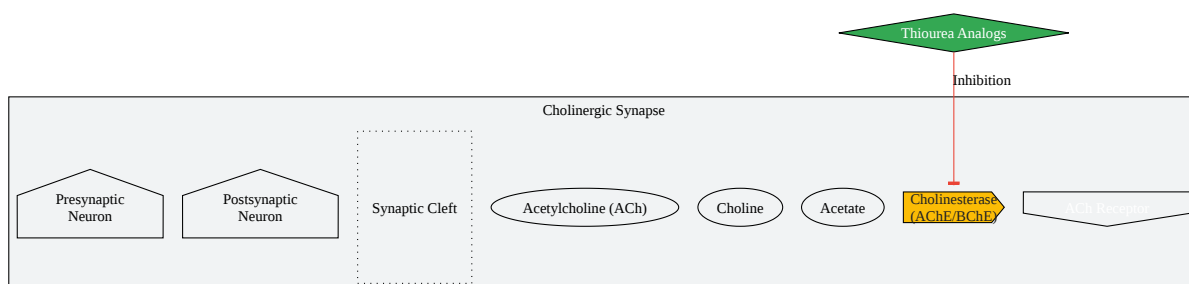 Thiourea Analogs
Inhibition
Cholinergic Synapse
Presynaptic
Neuron
Postsynaptic
Neuron
Synaptic Cleft
Acetylcholine (ACh)
Choline
Acetate
Cholinesterase
(AChE/BChE)
ACh Receptor